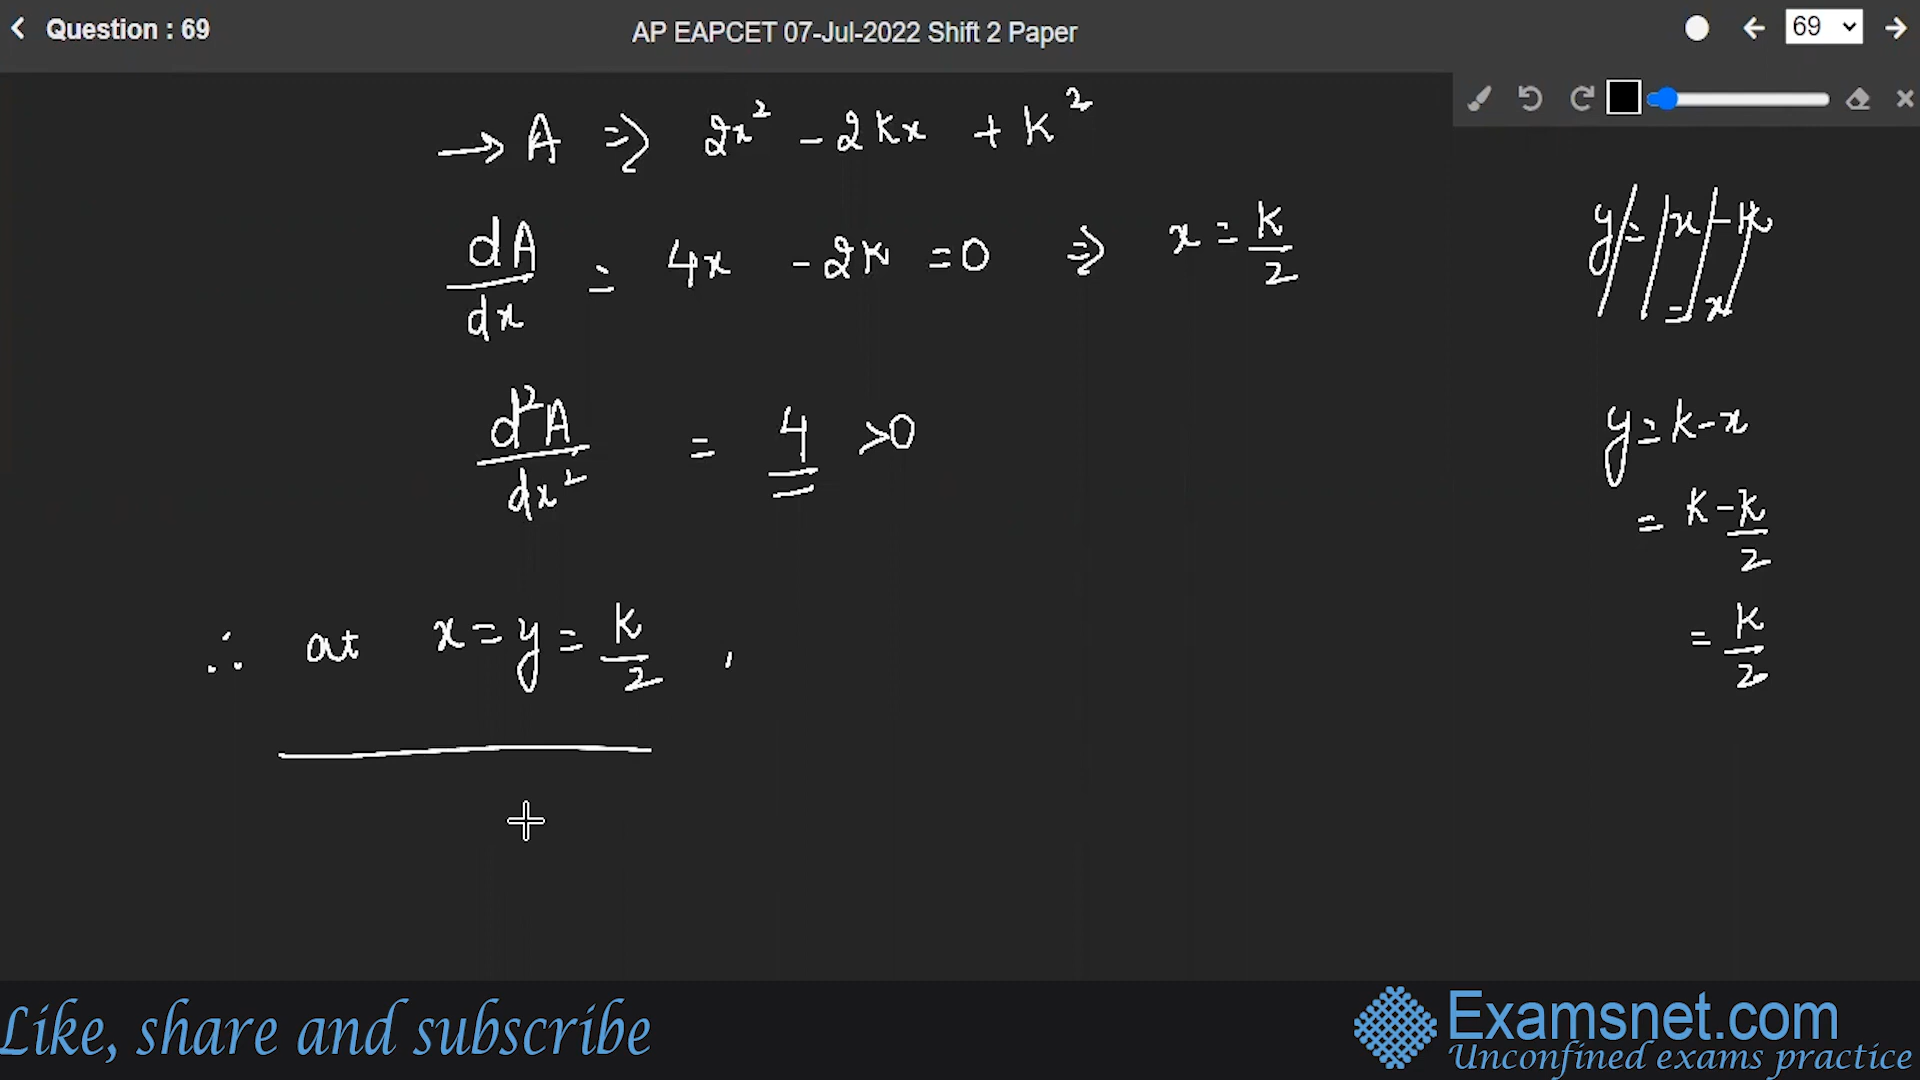 Question : 69
AP EAPCET 07-Jul-2022 Shift 2 Paper
69
→ A ⇒ 2x² - 2kx + k²
dA/dx = 4x - 2k = 0 ⇒ x = k/2
d²A/dx² = 4 >0
∴ at x = y = k/2 ,
y = k - x
= k - k/2
= k/2
Like, share and subscribe
Examsnet.com
Unconfined exams practice